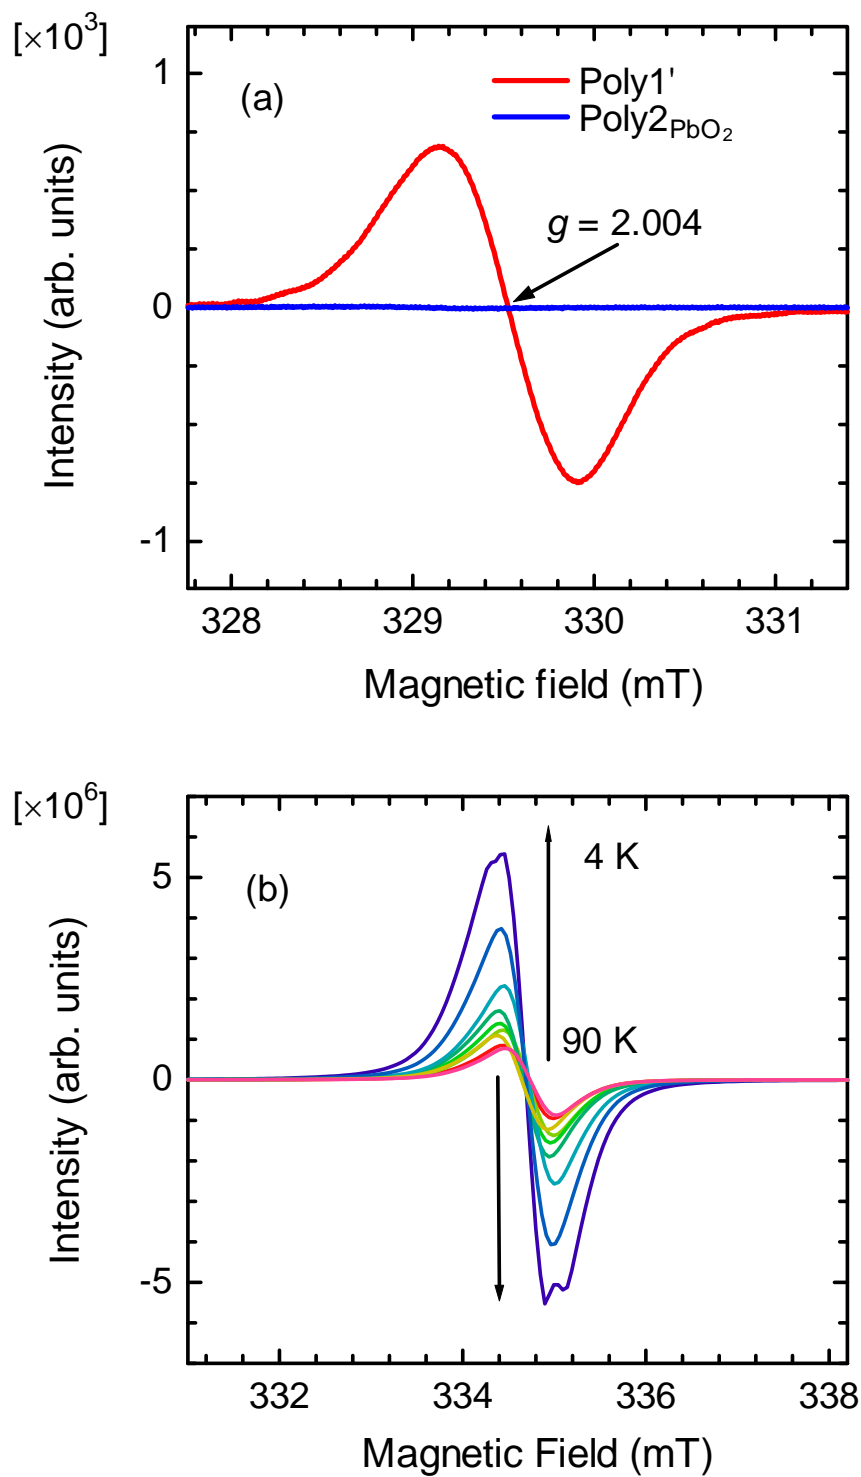 [×10³]
(a)
Poly1'
Poly2PbO₂
g = 2.004
1
0
-1
Intensity (arb. units)
328 329 330 331
Magnetic field (mT)
[×10⁶]
(b)
4 K
90 K
5
0
-5
Intensity (arb. units)
332 334 336 338
Magnetic Field (mT)